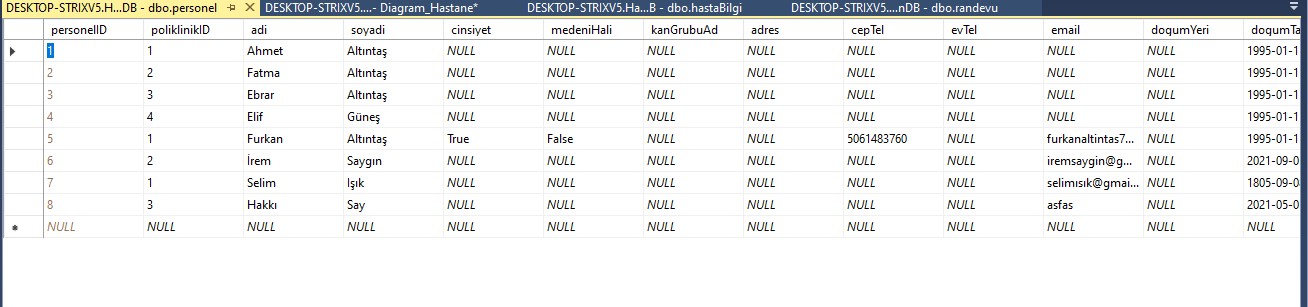 DESKTOP-STRIXV5.H...DB - dbo.personel DESKTOP-STRIXV5....- Diagram_Hastane* DESKTOP-STRIXV5.Ha...B - dbo.hastaBilgi DESKTOP-STRIXV5....nDB - dbo.randevu
personelID poliklinikID adi soyadi cinsiyet medeniHali kanGrubuAd adres cepTel evTel email dogumYeri dogumTa
1 1 Ahmet Altıntaş NULL NULL NULL NULL NULL NULL NULL NULL 1995-01-1
2 2 Fatma Altıntaş NULL NULL NULL NULL NULL NULL NULL NULL 1995-01-1
3 3 Ebrar Altıntaş NULL NULL NULL NULL NULL NULL NULL NULL 1995-01-1
4 4 Elif Güneş NULL NULL NULL NULL NULL NULL NULL NULL 1995-01-1
5 1 Furkan Altıntaş True False NULL NULL 5061483760 NULL furkanaltintas7... NULL 1995-01-1
6 2 İrem Saygın NULL NULL NULL NULL NULL NULL iremsaygin@g... NULL 2021-09-0
7 1 Selim Işık NULL NULL NULL NULL NULL NULL selimısık@gmai... NULL 1805-09-0
8 3 Hakkı Say NULL NULL NULL NULL NULL NULL asfas NULL 2021-05-0
NULL NULL NULL NULL NULL NULL NULL NULL NULL NULL NULL NULL NULL